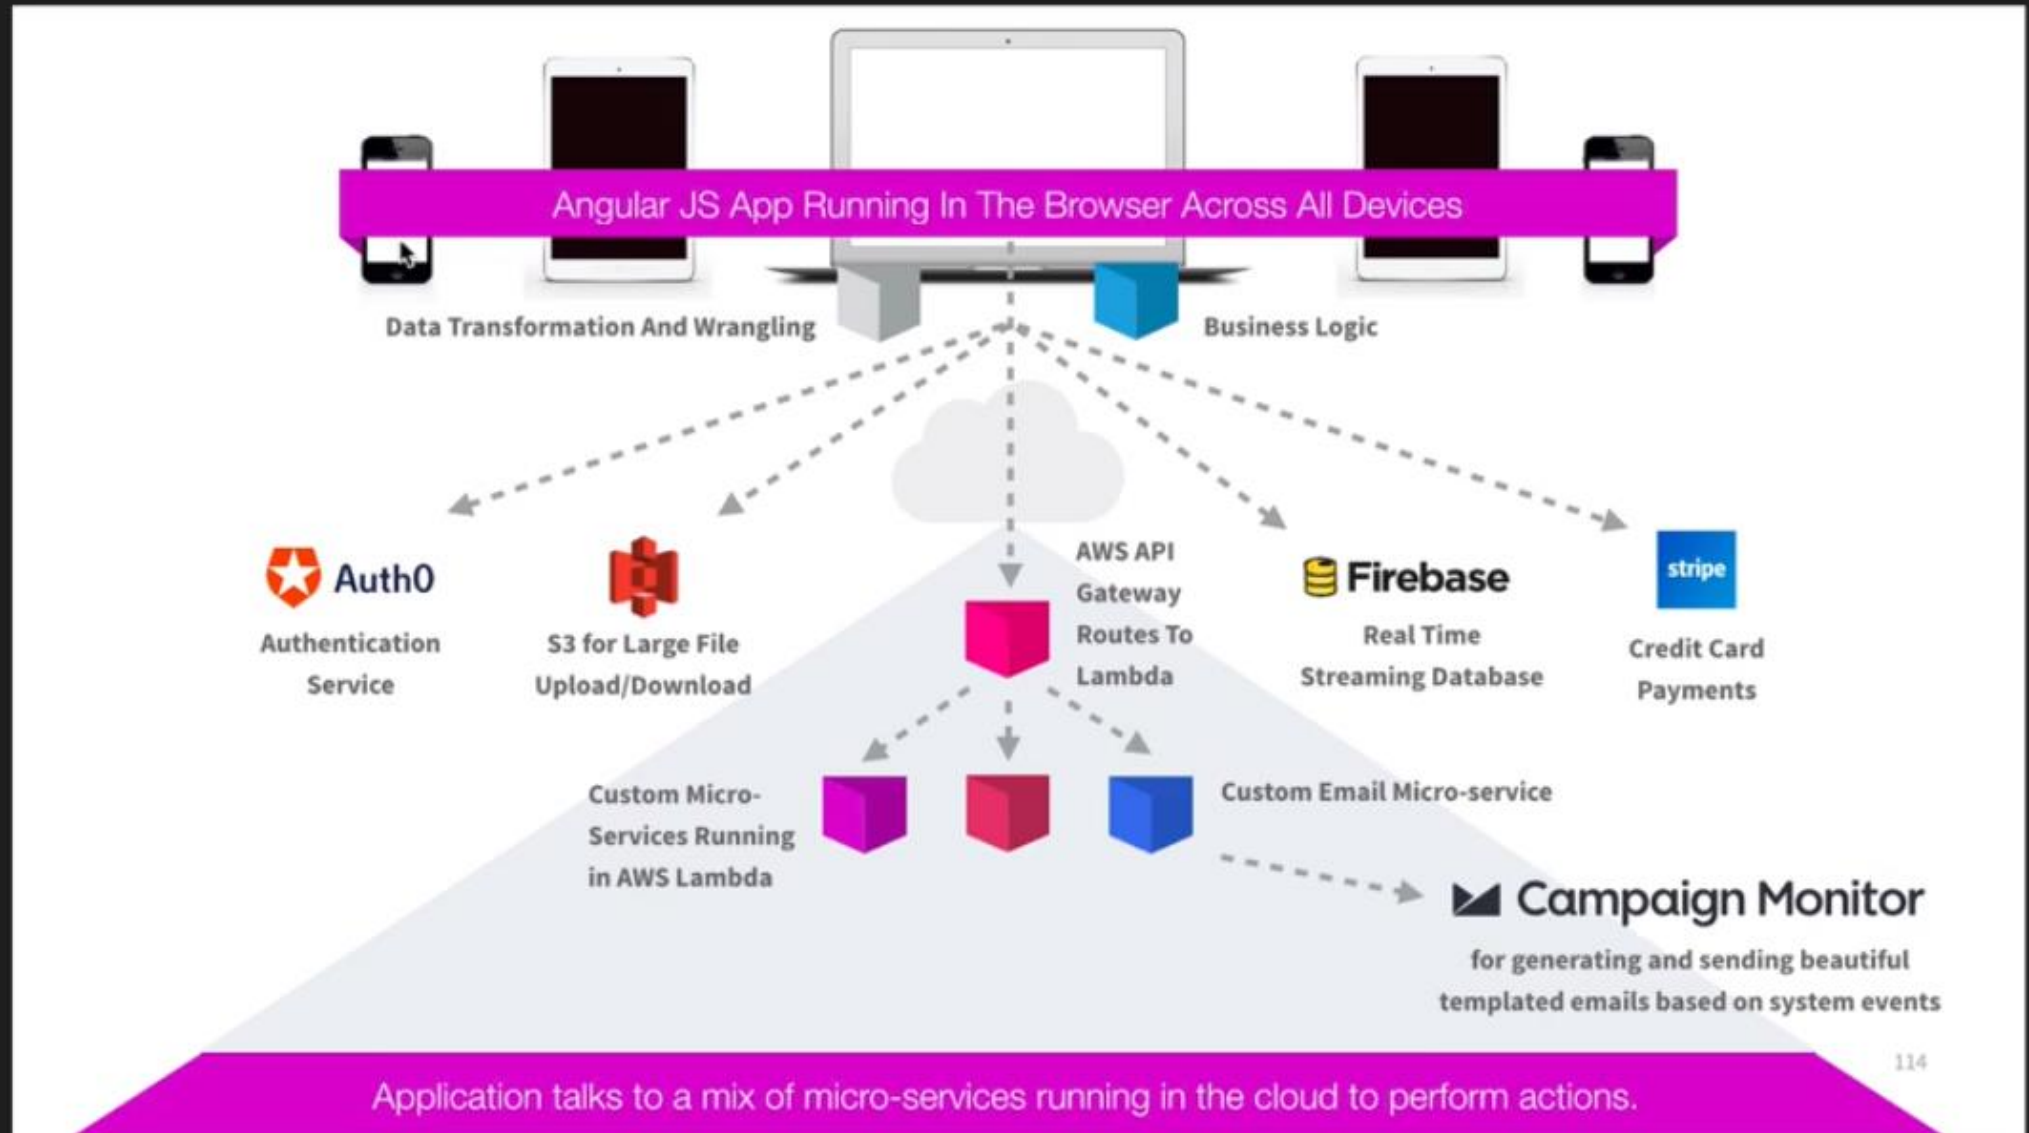 Angular JS App Running In The Browser Across All Devices
Data Transformation And Wrangling
Business Logic
Auth0
Authentication
Service
S3 for Large File
Upload/Download
AWS API
Gateway
Routes To
Lambda
Firebase
Real Time
Streaming Database
stripe
Credit Card
Payments
Custom Micro-
Services Running
in AWS Lambda
Custom Email Micro-service
Campaign Monitor
for generating and sending beautiful
templated emails based on system events
114
Application talks to a mix of micro-services running in the cloud to perform actions.